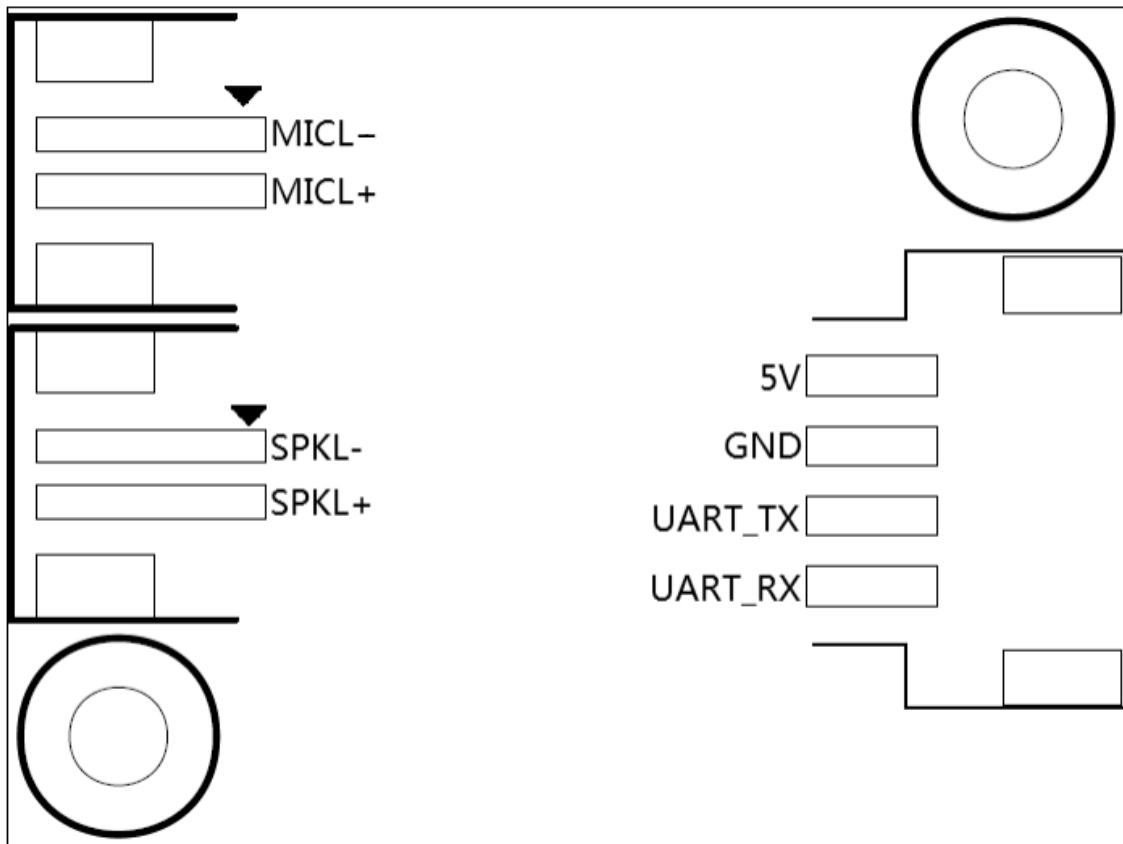 MICL−
MICL+
SPKL-
SPKL+
5V
GND
UART_TX
UART_RX